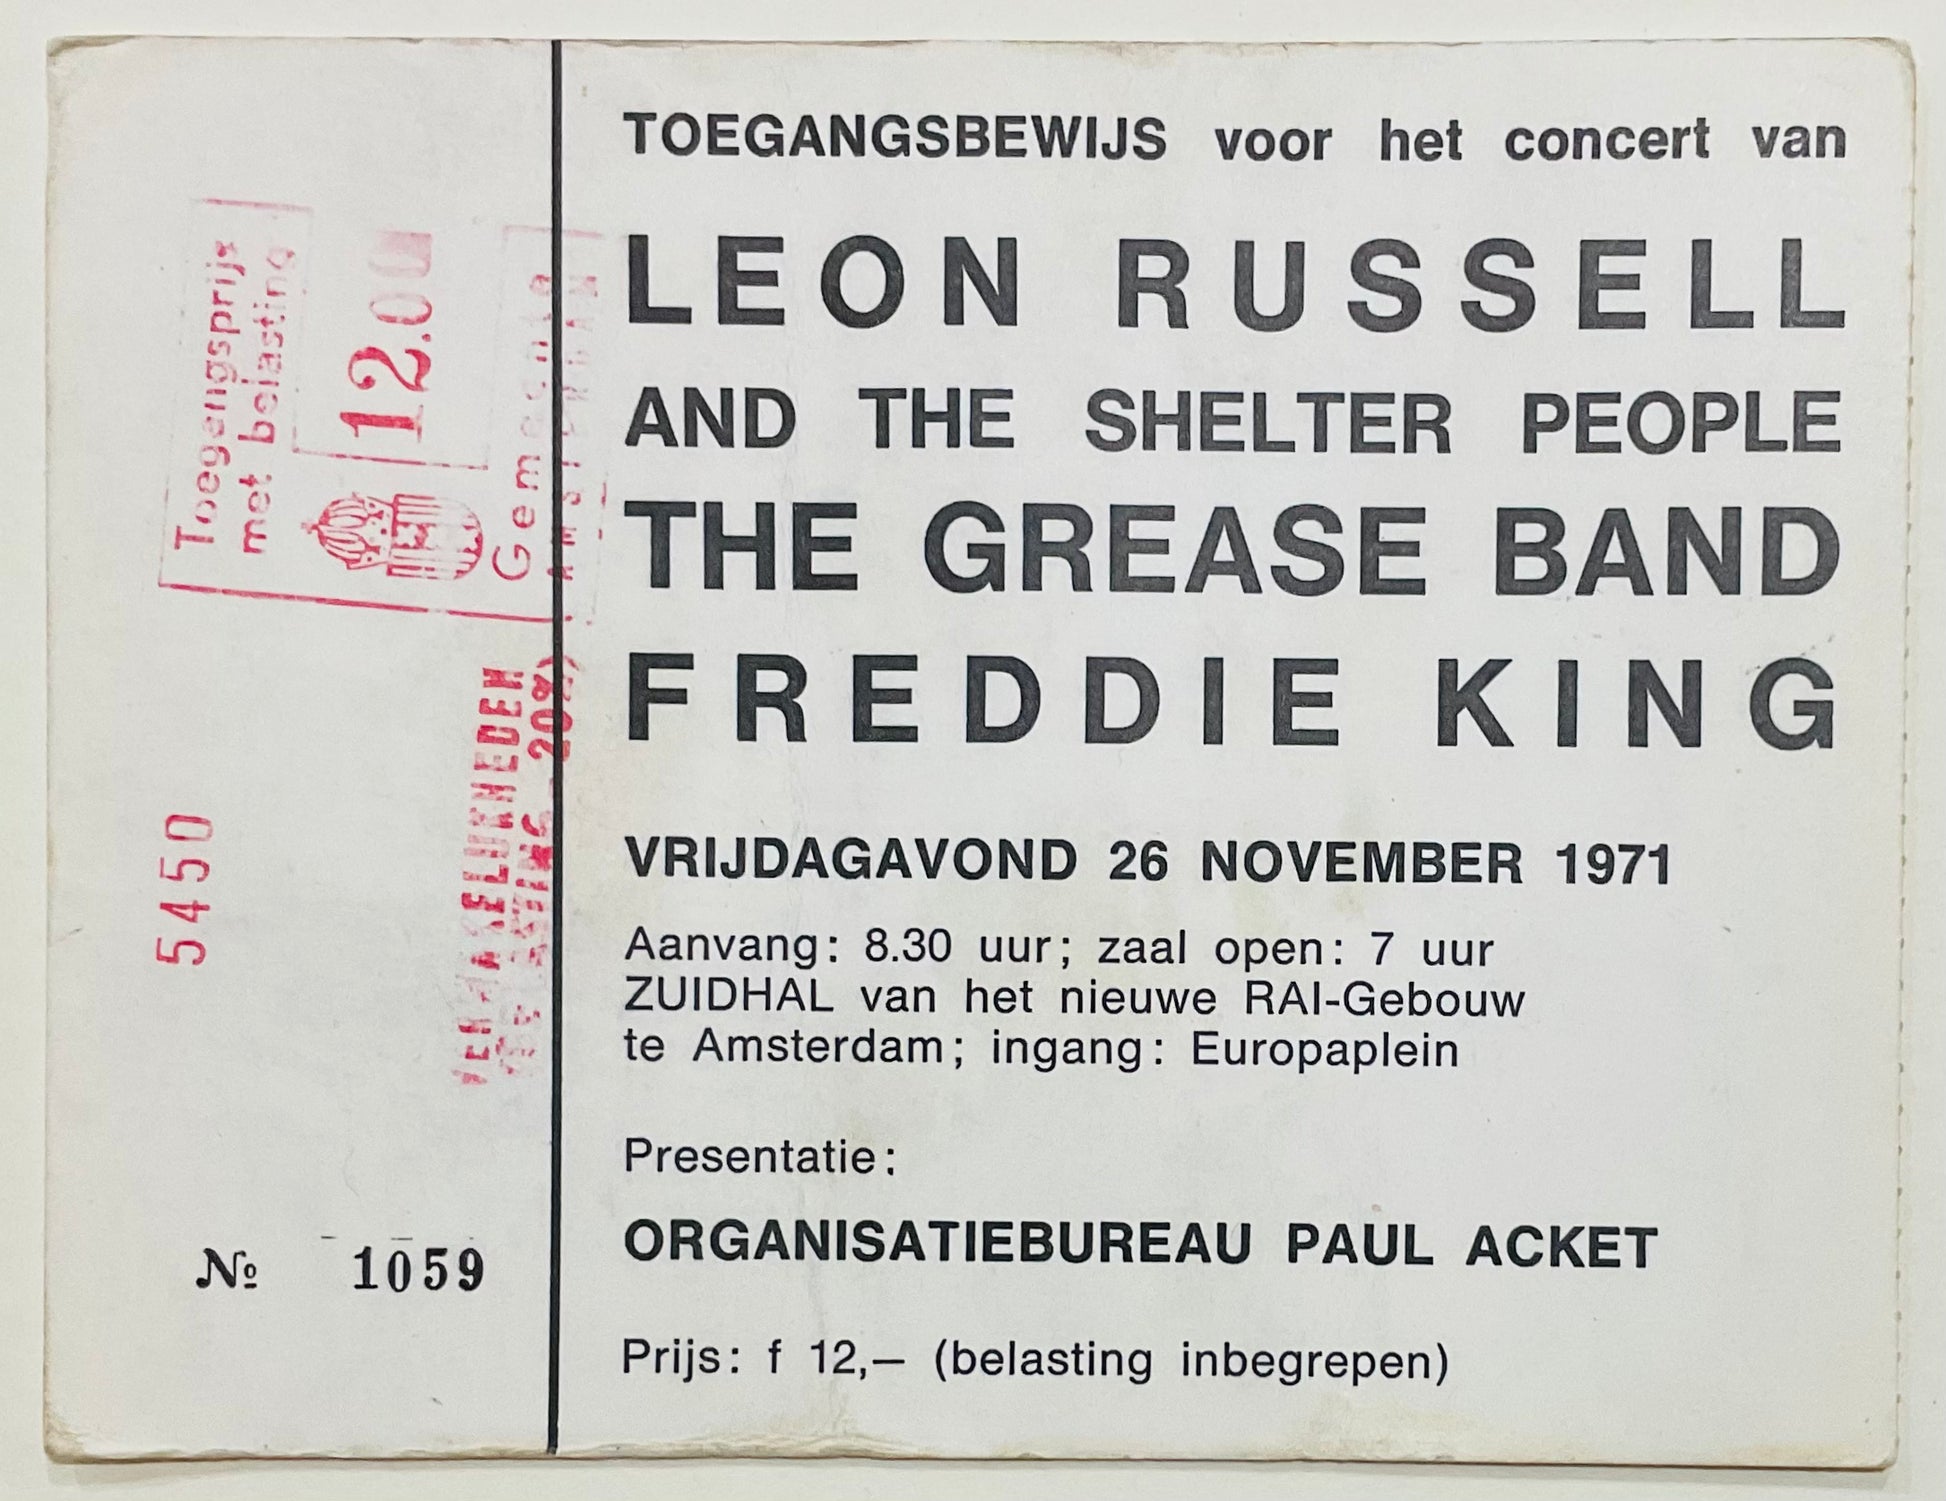 TOEGANGSBEWIJS voor het concert van
LEON RUSSELL
AND THE SHELTER PEOPLE
THE GREASE BAND
FREDDIE KING
VRIJDAGAVOND 26 NOVEMBER 1971
Aanvang: 8.30 uur; zaal open: 7 uur
ZUIDHAL van het nieuwe RAI-Gebouw
te Amsterdam; ingang: Europaplein
Presentatie:
ORGANISATIEBUREAU PAUL ACKET
Prijs: f 12,— (belasting inbegrepen)
Toegangsprijs
met belasting
12.00
Gemeente
AMSTERDAM
20%)
5450
№ 1059